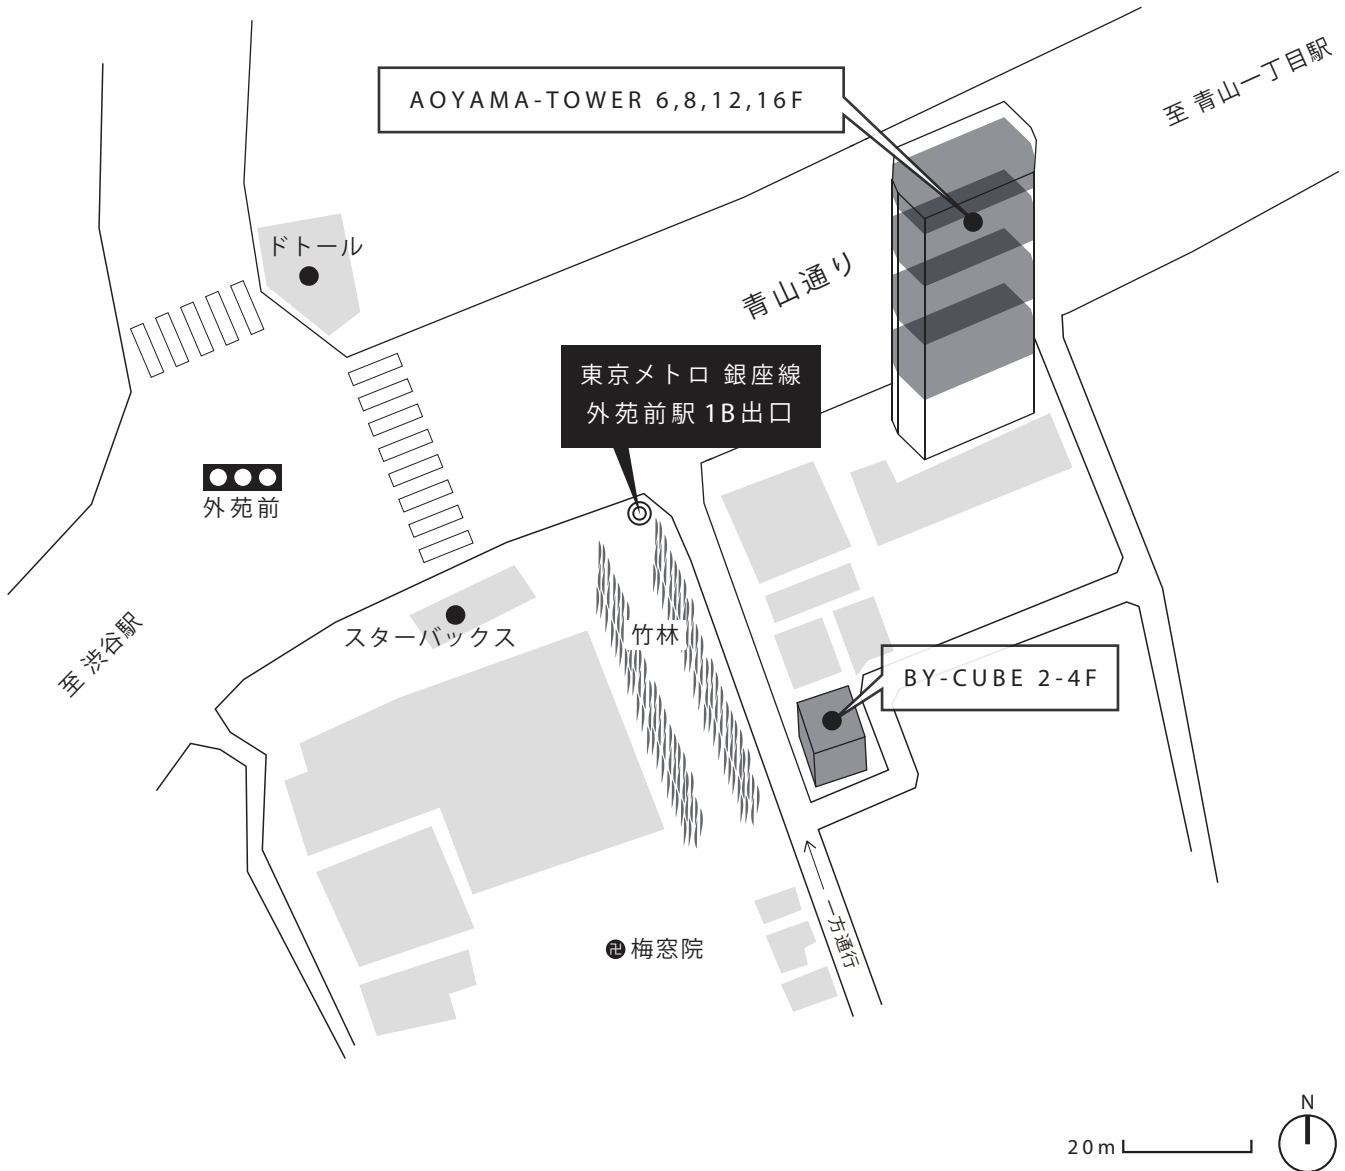 至 青山一丁目駅
AOYAMA-TOWER 6,8,12,16F
ドトール
青山通り
東京メトロ 銀座線
外苑前駅 1B出口
外苑前
至 渋谷駅
スターバックス
竹林
BY-CUBE 2-4F
一方通行
卍 梅窓院
N
20m